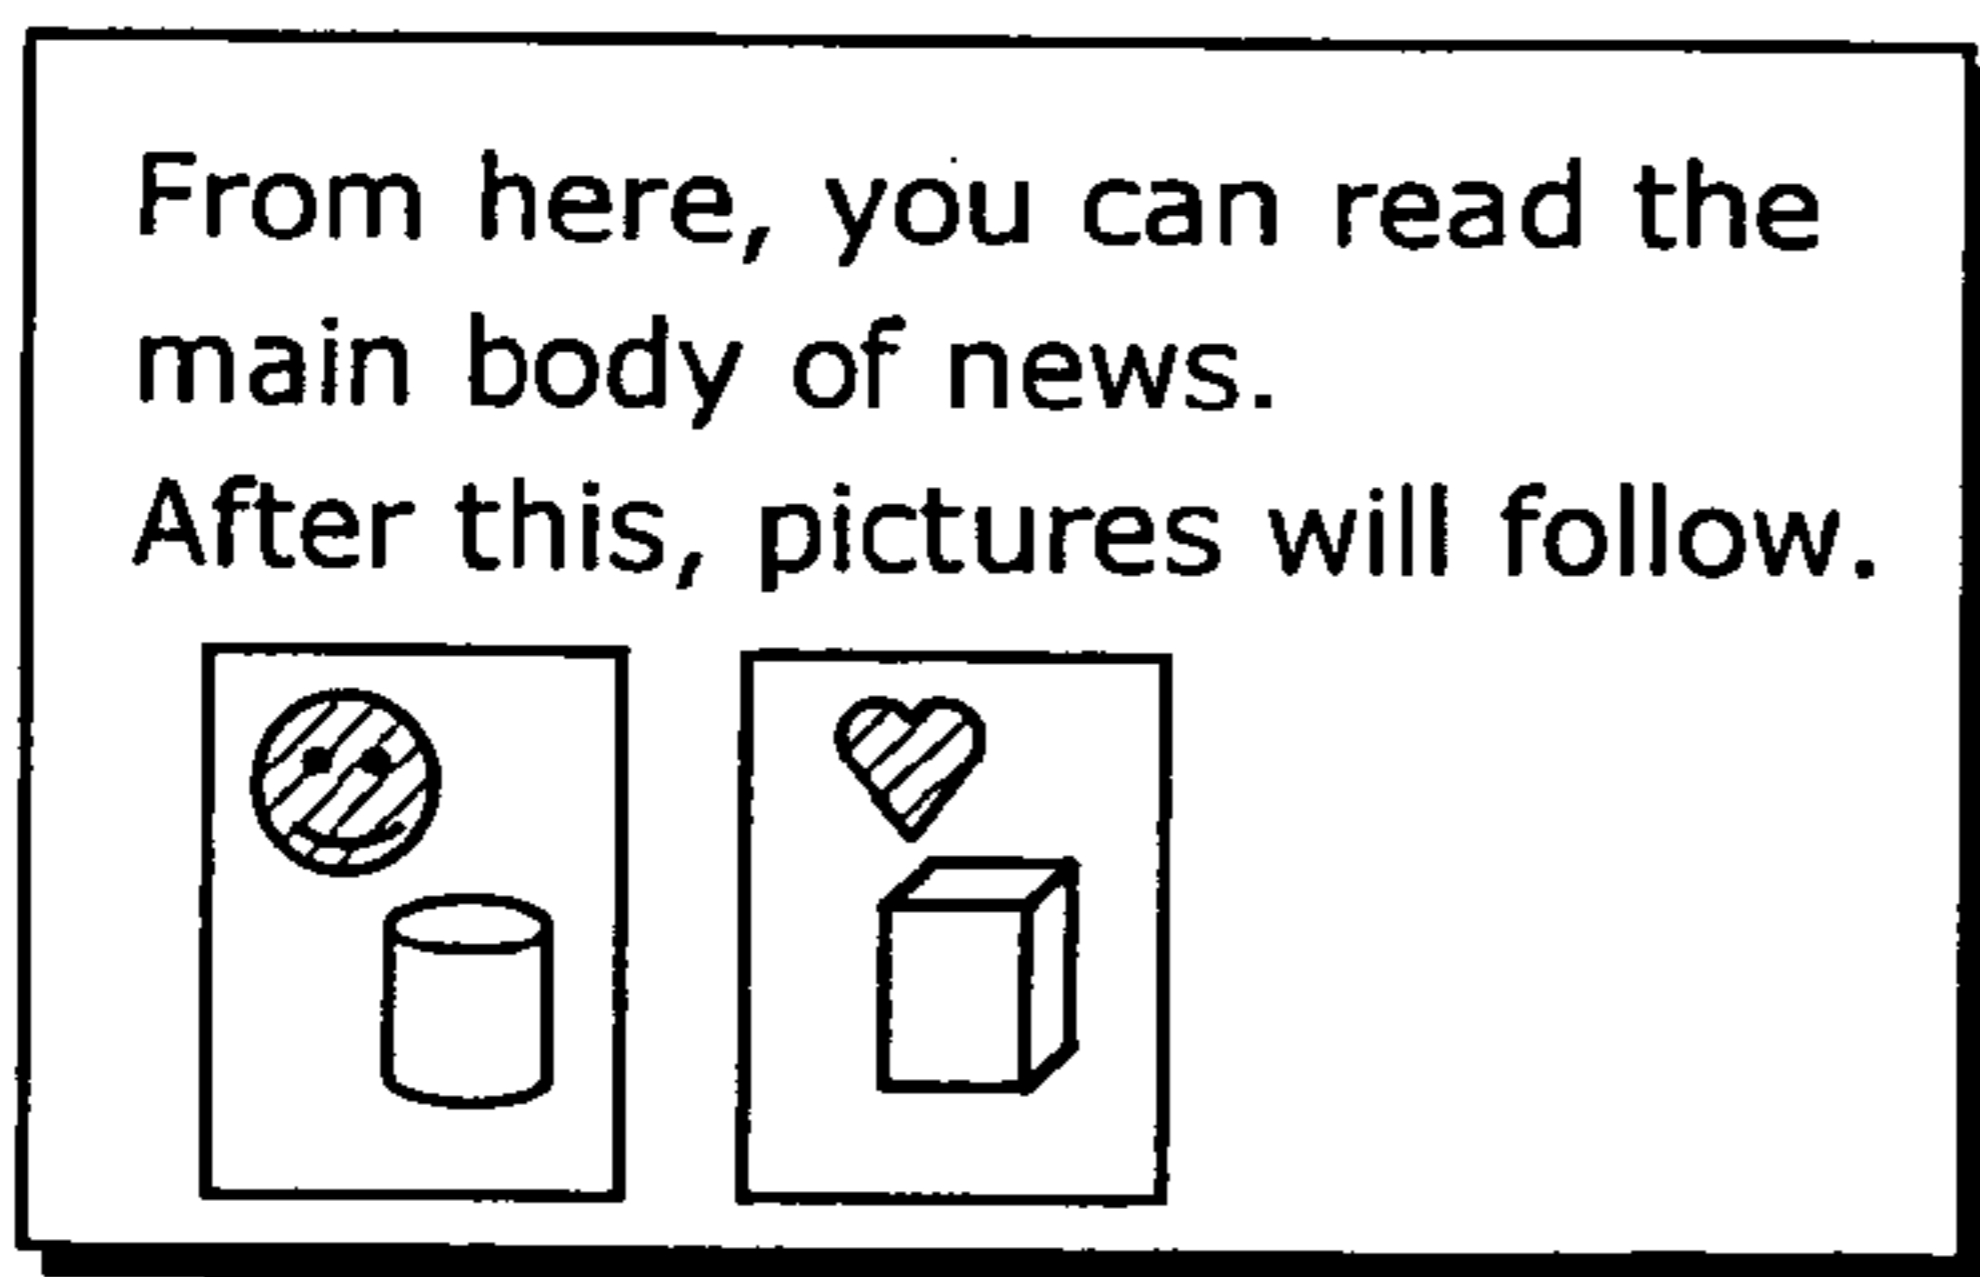 From here, you can read the
main body of news.
After this, pictures will follow.